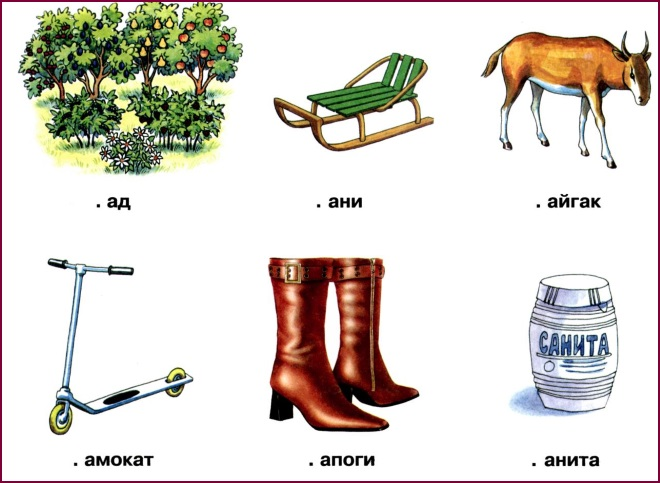 . ад
. ани
. айгак
САНИТА
. амокат
. апоги
. анита